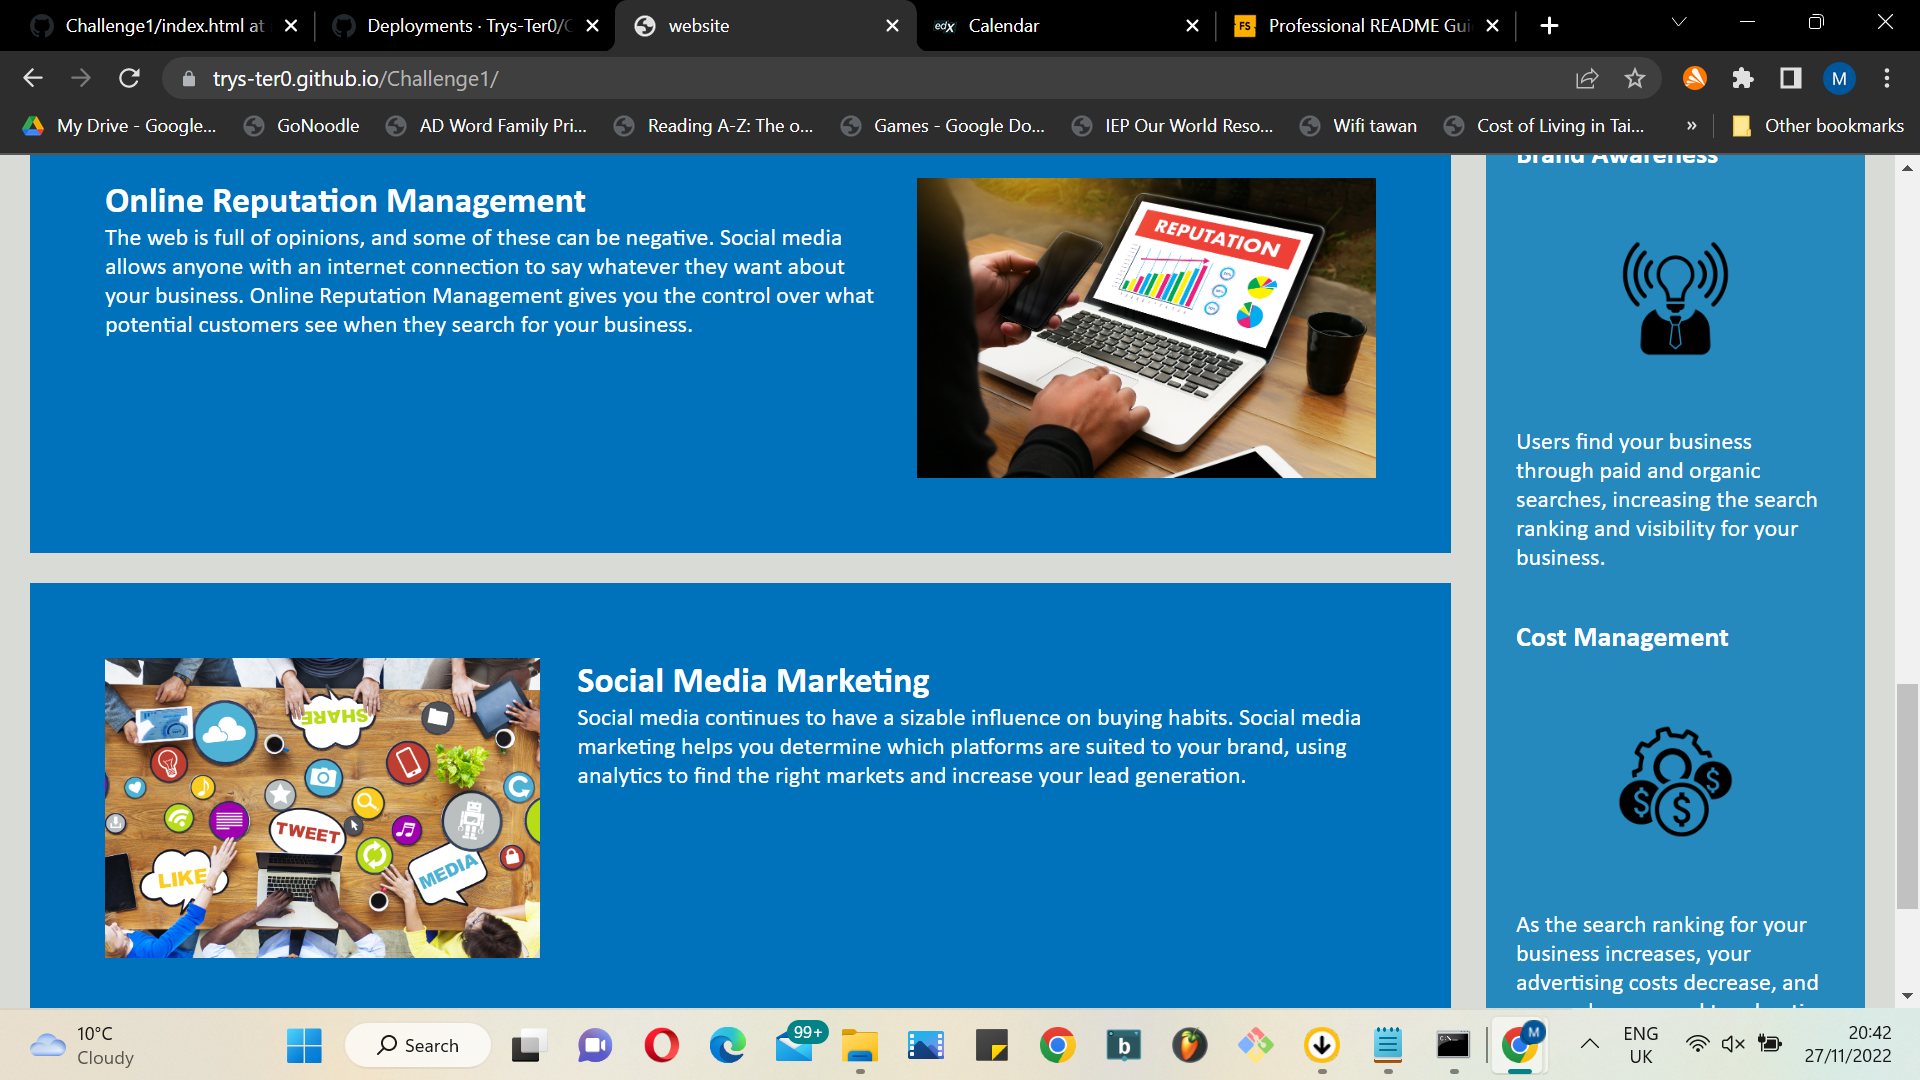 Challenge1/index.html at
Deployments · Trys-Ter0/C
website
Calendar
Professional README Gui
trys-ter0.github.io/Challenge1/
My Drive - Google...
GoNoodle
AD Word Family Pri...
Reading A-Z: The o...
Games - Google Do...
IEP Our World Reso...
Wifi tawan
Cost of Living in Tai...
»
Other bookmarks
Online Reputation Management
The web is full of opinions, and some of these can be negative. Social media
allows anyone with an internet connection to say whatever they want about
your business. Online Reputation Management gives you the control over what
potential customers see when they search for your business.
REPUTATION
Social Media Marketing
Social media continues to have a sizable influence on buying habits. Social media
marketing helps you determine which platforms are suited to your brand, using
analytics to find the right markets and increase your lead generation.
SHARE
TWEET
LIKE
MEDIA
Brand Awareness
Users find your business
through paid and organic
searches, increasing the search
ranking and visibility for your
business.
Cost Management
As the search ranking for your
business increases, your
advertising costs decrease, and
10°C
Cloudy
Search
99+
ENG
UK
20:42
27/11/2022